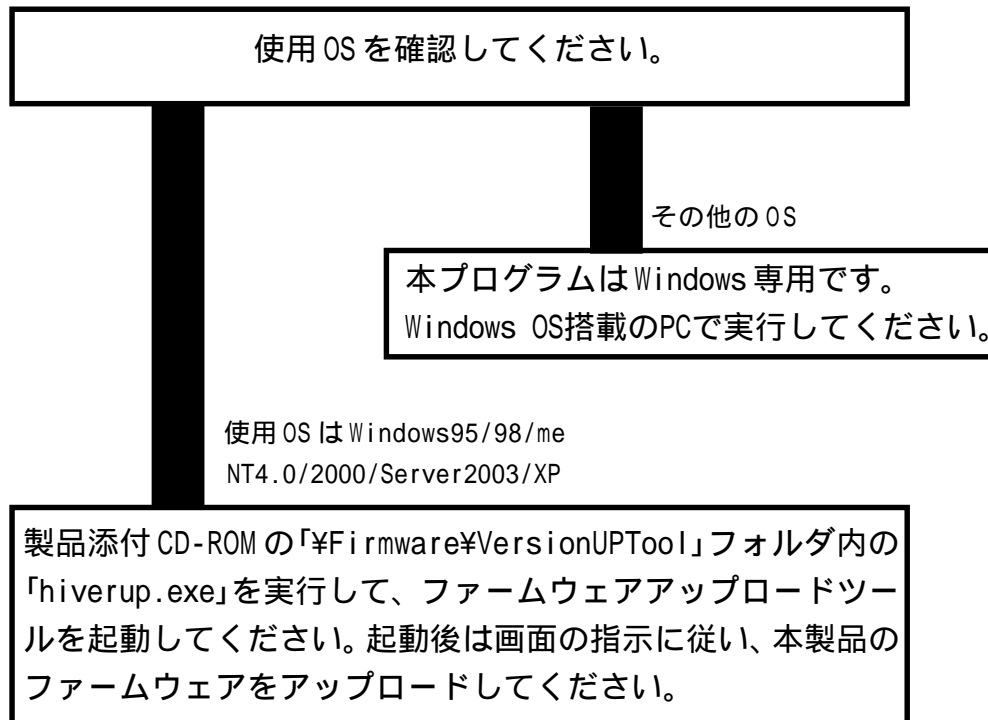 使用OSを確認してください。
その他のOS
本プログラムはWindows専用です。
Windows OS搭載のPCで実行してください。
使用OSはWindows95/98/me
NT4.0/2000/Server2003/XP
製品添付CD-ROMの「¥Firmware¥VersionUPTool」フォルダ内の
「hiverup.exe」を実行して、ファームウェアアップロードツー
ルを起動してください。起動後は画面の指示に従い、本製品の
ファームウェアをアップロードしてください。